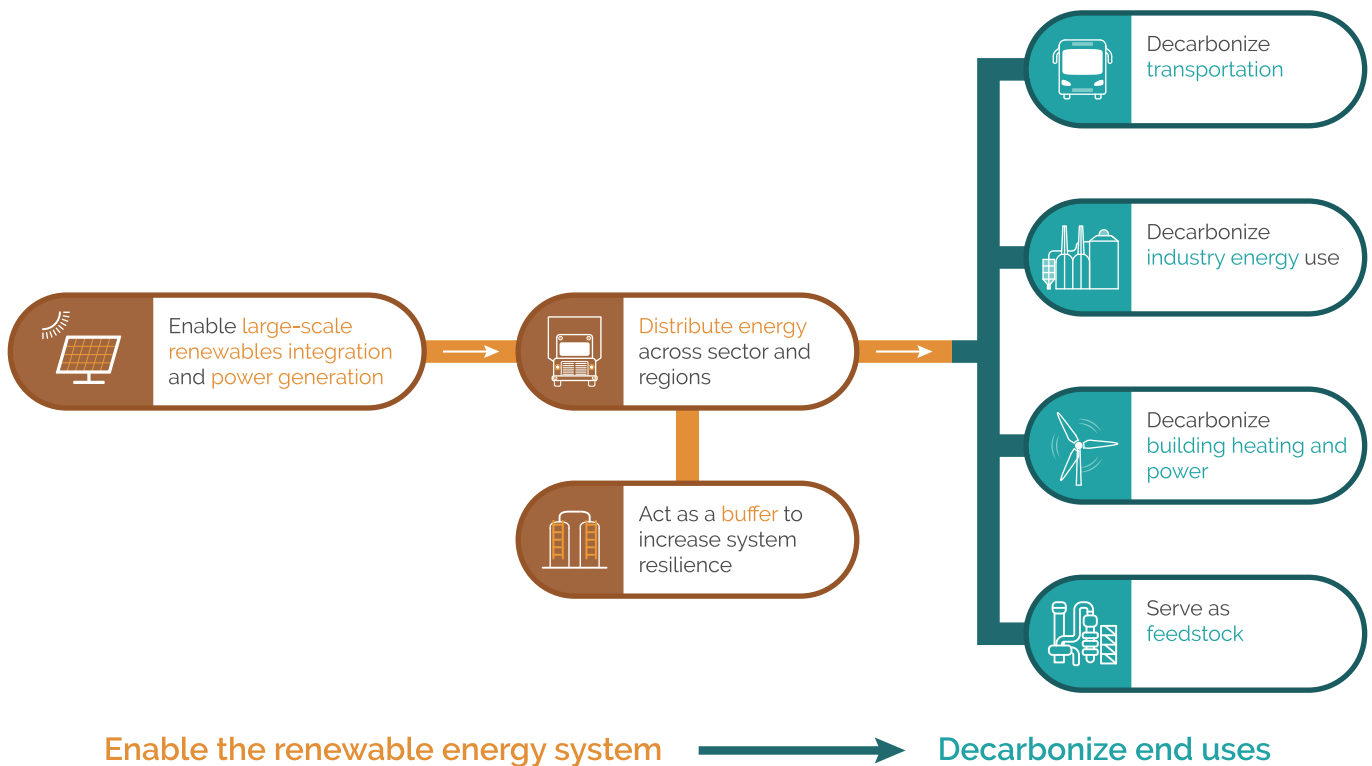 Enable large-scale
renewables integration
and power generation
Distribute energy
across sector and
regions
Act as a buffer to
increase system
resilience
Decarbonize
transportation
Decarbonize
industry energy use
Decarbonize
building heating and
power
Serve as
feedstock
Enable the renewable energy system
Decarbonize end uses